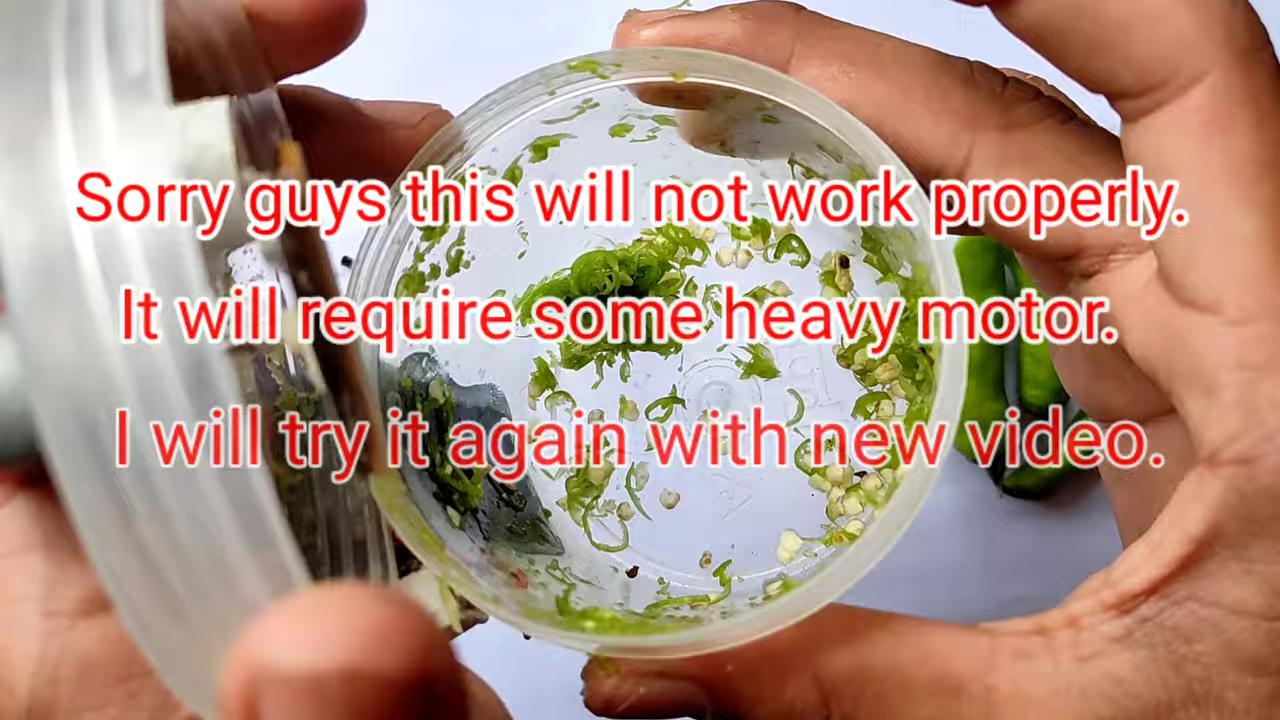 Sorry guys this will not work properly.
It will require some heavy motor.
I will try it again with new video.